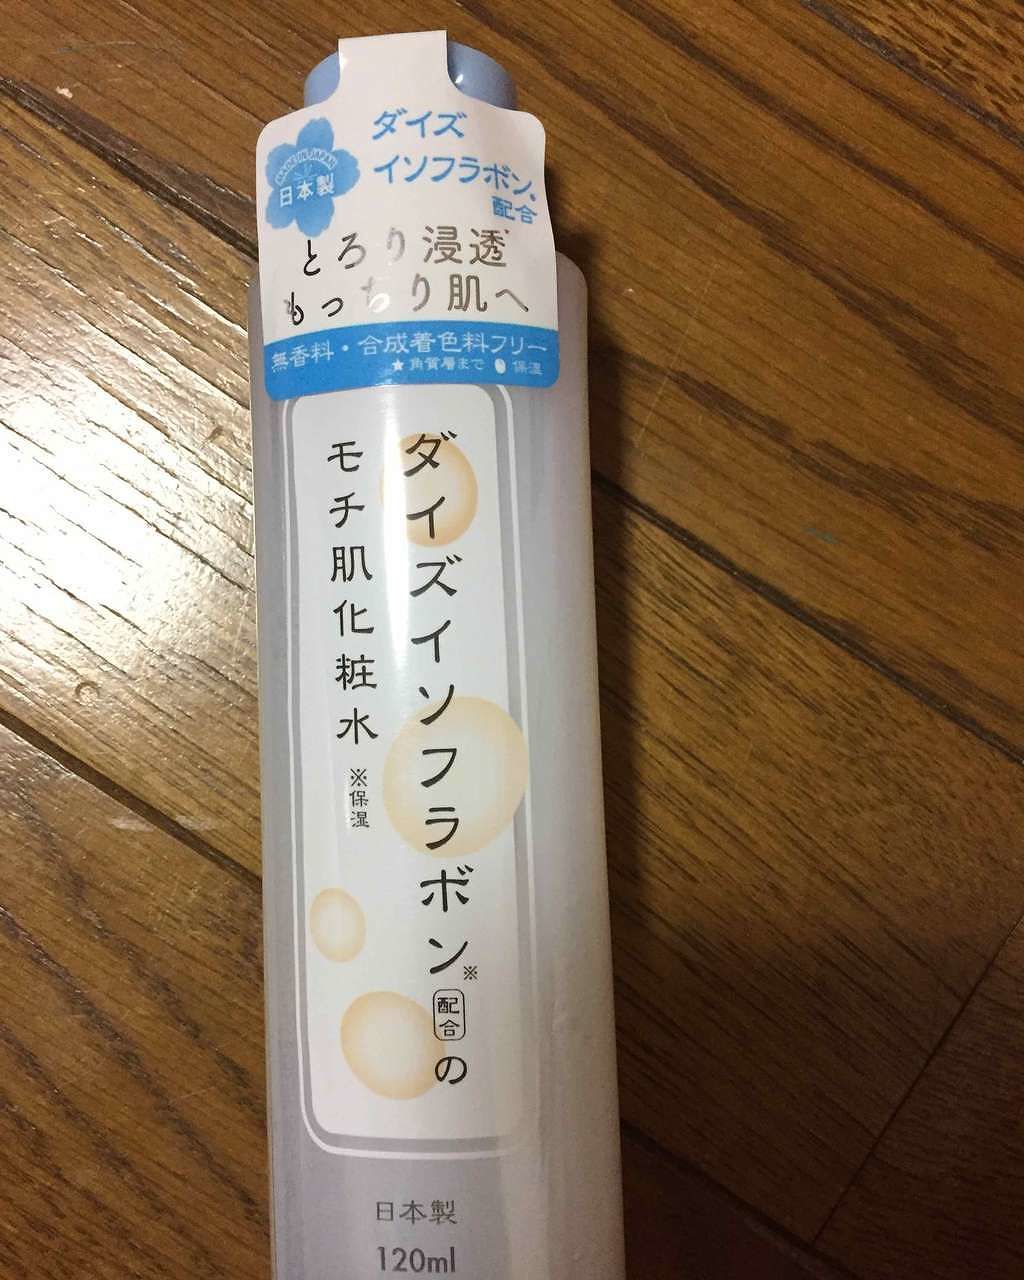 ダイズ
イソフラボン
配合
MADE IN JAPAN
日本製
とろり浸透
もっちり肌へ
無香料・合成着色料フリー
★角質層まで 保湿
ダイズイソフラボン※配合の
モチ肌化粧水
※保湿
日本製
120ml